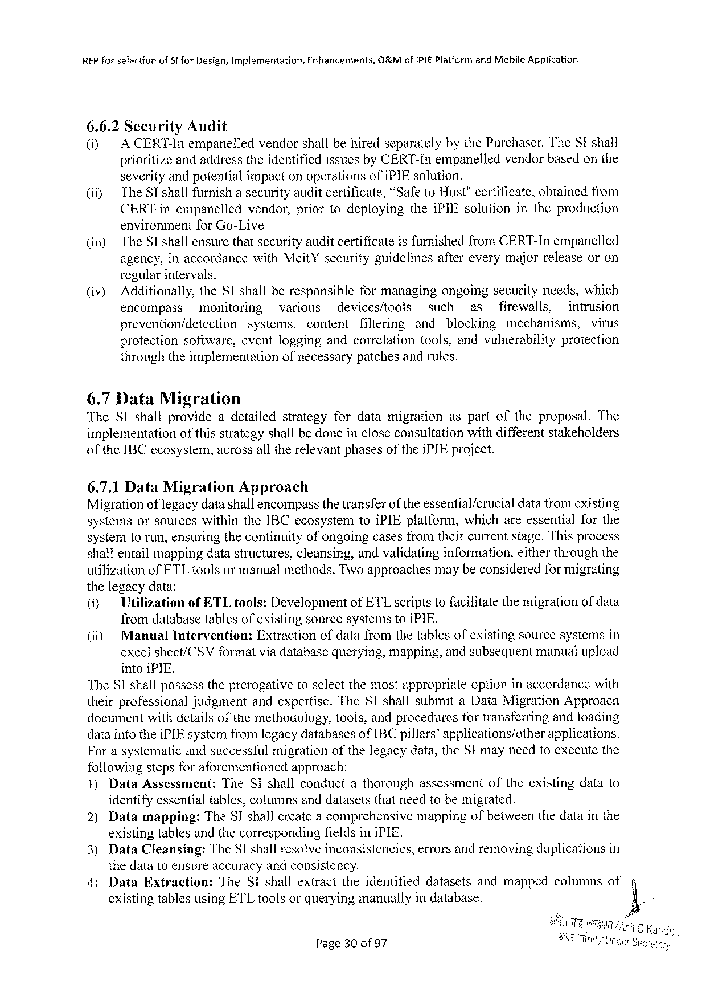 RFP for selection of SI for Design, Implementation, Enhancements, O&M of iPIE Platform and Mobile Application
6.6.2 Security Audit
(i) A CERT-In empanelled vendor shall be hired separately by the Purchaser. The SI shall
prioritize and address the identified issues by CERT-In empanelled vendor based on the
severity and potential impact on operations of iPIE solution.
(ii) The SI shall furnish a security audit certificate, “Safe to Host" certificate, obtained from
CERT-in empanelled vendor, prior to deploying the iPIE solution in the production
environment for Go-Live.
(iii) The SI shall ensure that security audit certificate is furnished from CERT-In empanelled
agency, in accordance with MeitY security guidelines after every major release or on
regular intervals.
(iv) Additionally, the SI shall be responsible for managing ongoing security needs, which
encompass monitoring various devices/tools such as firewalls, intrusion
prevention/detection systems, content filtering and blocking mechanisms, virus
protection software, event logging and correlation tools, and vulnerability protection
through the implementation of necessary patches and rules.
6.7 Data Migration
The SI shall provide a detailed strategy for data migration as part of the proposal. The
implementation of this strategy shall be done in close consultation with different stakeholders
of the IBC ecosystem, across all the relevant phases of the iPIE project.
6.7.1 Data Migration Approach
Migration of legacy data shall encompass the transfer of the essential/crucial data from existing
systems or sources within the IBC ecosystem to iPIE platform, which are essential for the
system to run, ensuring the continuity of ongoing cases from their current stage. This process
shall entail mapping data structures, cleansing, and validating information, either through the
utilization of ETL tools or manual methods. Two approaches may be considered for migrating
the legacy data:
(i) Utilization of ETL tools: Development of ETL scripts to facilitate the migration of data
from database tables of existing source systems to iPIE.
(ii) Manual Intervention: Extraction of data from the tables of existing source systems in
excel sheet/CSV format via database querying, mapping, and subsequent manual upload
into iPIE.
The SI shall possess the prerogative to select the most appropriate option in accordance with
their professional judgment and expertise. The SI shall submit a Data Migration Approach
document with details of the methodology, tools, and procedures for transferring and loading
data into the iPIE system from legacy databases of IBC pillars’ applications/other applications.
For a systematic and successful migration of the legacy data, the SI may need to execute the
following steps for aforementioned approach:
1) Data Assessment: The SI shall conduct a thorough assessment of the existing data to
identify essential tables, columns and datasets that need to be migrated.
2) Data mapping: The SI shall create a comprehensive mapping of between the data in the
existing tables and the corresponding fields in iPIE.
3) Data Cleansing: The SI shall resolve inconsistencies, errors and removing duplications in
the data to ensure accuracy and consistency.
4) Data Extraction: The SI shall extract the identified datasets and mapped columns of
existing tables using ETL tools or querying manually in database.
/Anil C
अवर सचिव/Under Secretary
Page 30 of 97